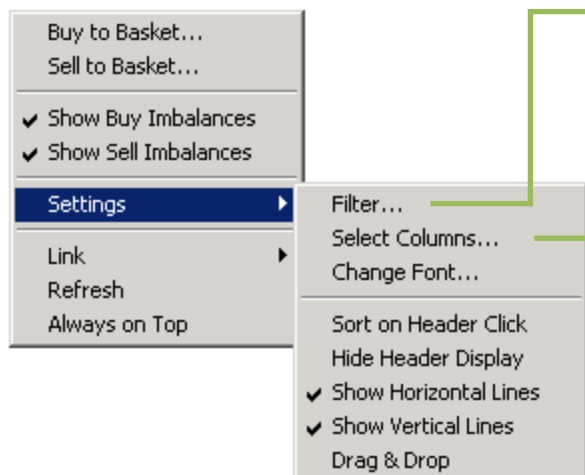 Buy to Basket...
Sell to Basket...
Show Buy Imbalances
Show Sell Imbalances
Settings
Link
Refresh
Always on Top
Filter...
Select Columns...
Change Font...
Sort on Header Click
Hide Header Display
Show Horizontal Lines
Show Vertical Lines
Drag & Drop